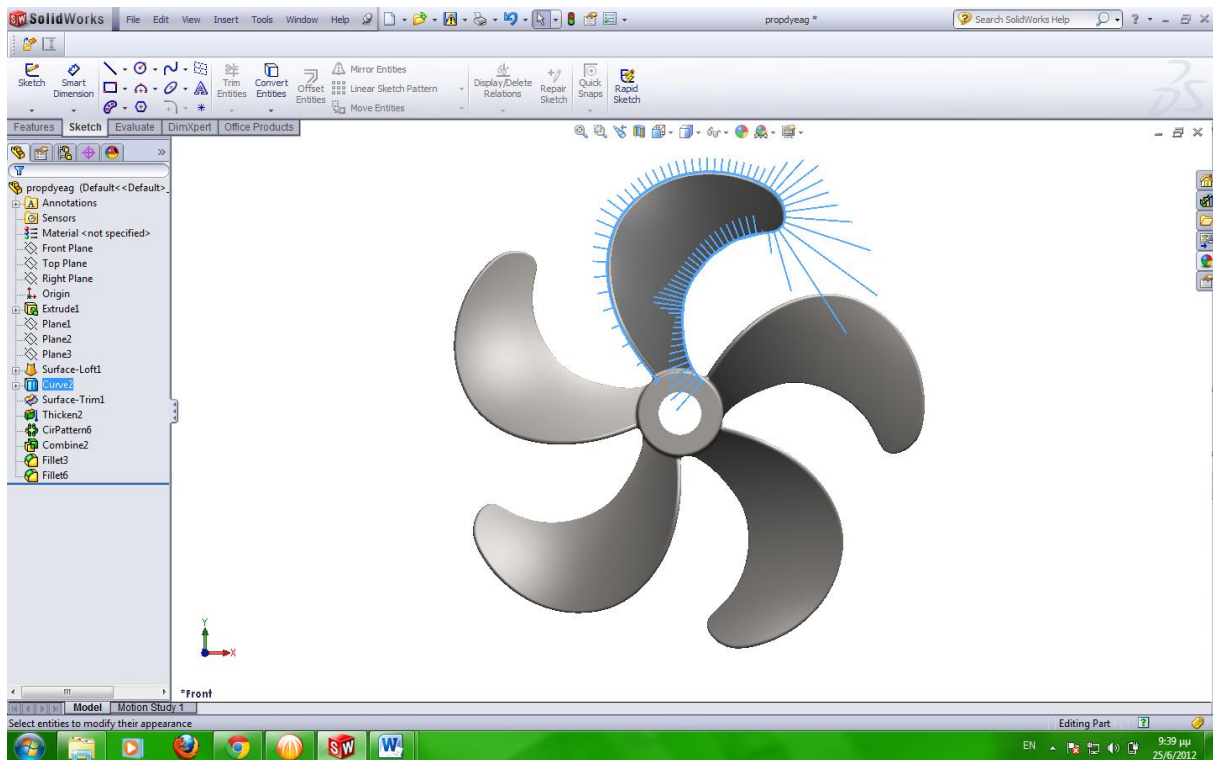 SolidWorks File Edit View Insert Tools Window Help propdyeag * Search SolidWorks Help
Sketch Smart Dimension Trim Entities Convert Entities Offset Entities Mirror Entities Linear Sketch Pattern Move Entities Display/Delete Relations Repair Sketch Quick Snaps Rapid Sketch
Features Sketch Evaluate DimXpert Office Products
propdyeag (Default<<Default>_
Annotations
Sensors
Material <not specified>
Front Plane
Top Plane
Right Plane
Origin
Extrude1
Plane1
Plane2
Plane3
Surface-Loft1
Curve2
Surface-Trim1
Thicken2
CirPattern6
Combine2
Fillet3
Fillet6
Y
X
*Front
Model Motion Study 1
Select entities to modify their appearance Editing Part
EN 9:39 μμ
25/6/2012